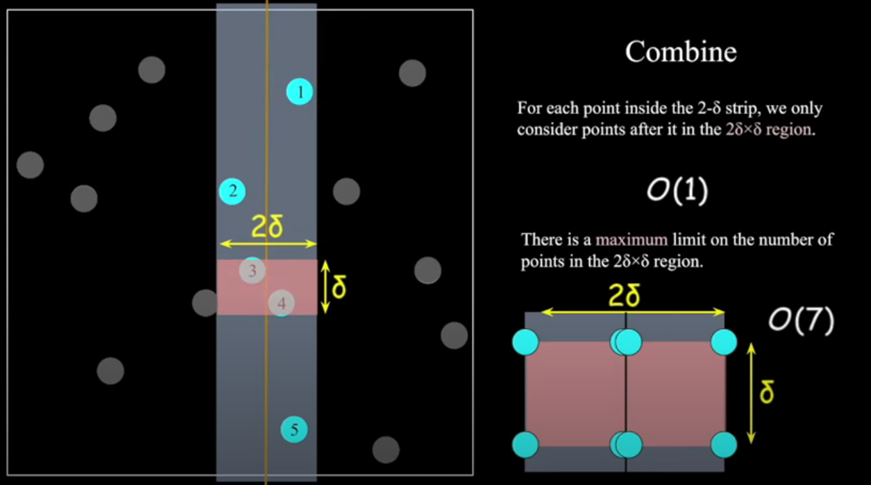 Combine
For each point inside the 2-δ strip, we only
consider points after it in the 2δ×δ region.
O(1)
There is a maximum limit on the number of
points in the 2δ×δ region.
O(7)
2δ
δ
1
2
2δ
3
δ
4
5